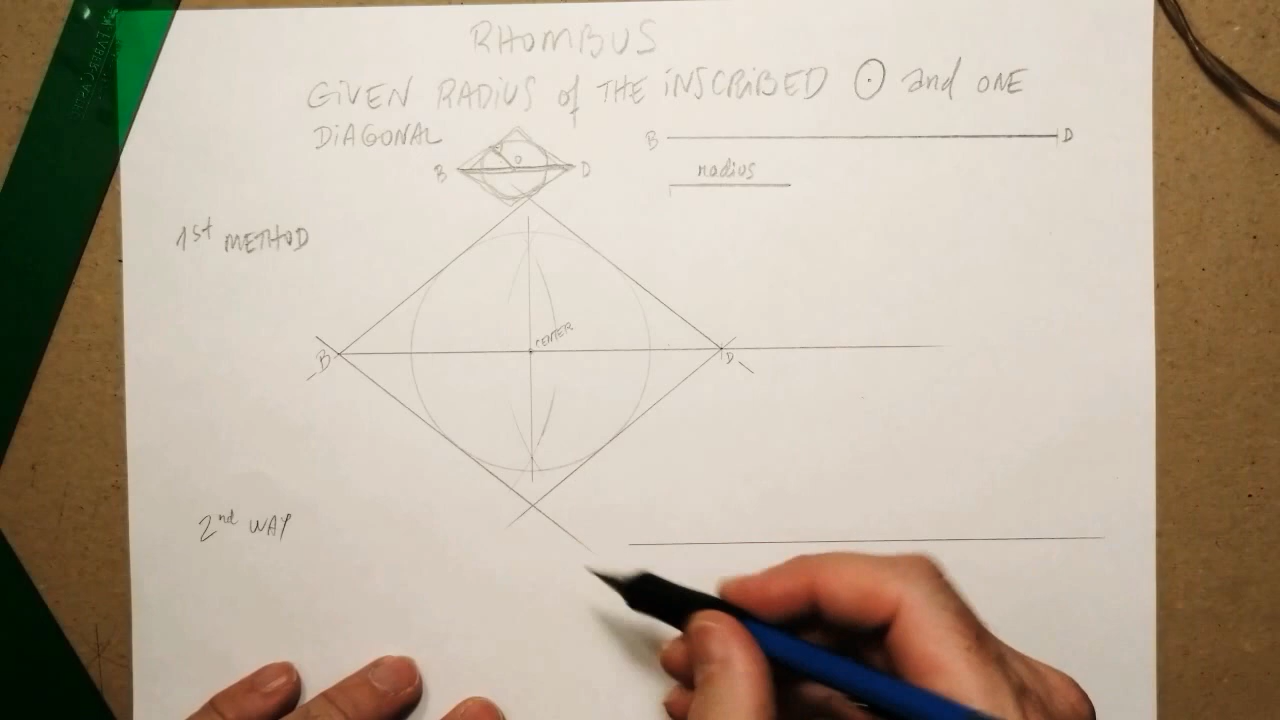 RHOMBUS
GIVEN RADIUS of THE INSCRIBED ⊙ and ONE
DIAGONAL
B D
radius
B O D
1st METHOD
CENTER
B D
2nd WAY